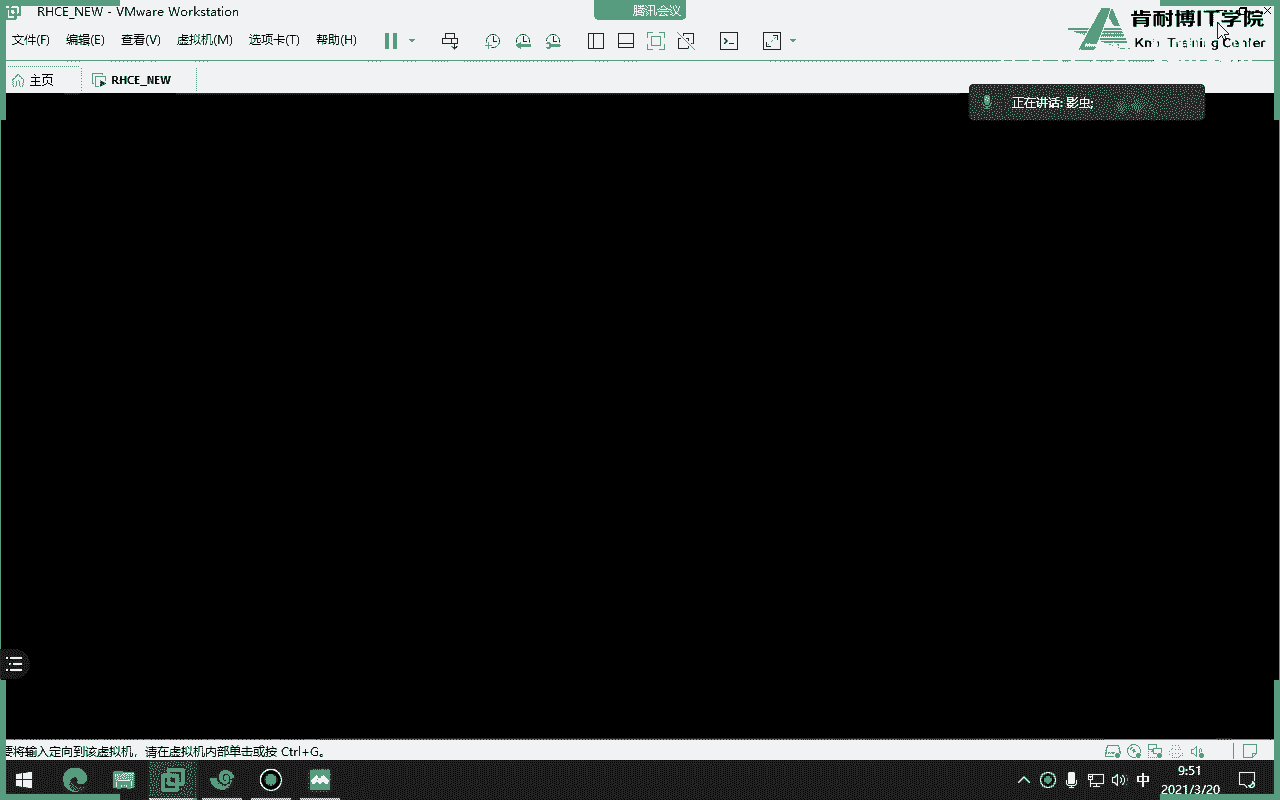 RHCE_NEW - VMware Workstation
腾讯会议
肯耐博IT学院
Training Center
文件(F) 编辑(E) 查看(V) 虚拟机(M) 选项卡(T) 帮助(H)
主页 RHCE_NEW
正在讲话: 影虫;
要将输入定向到该虚拟机，请在虚拟机内部单击或按 Ctrl+G。
中
9:51
2021/3/20